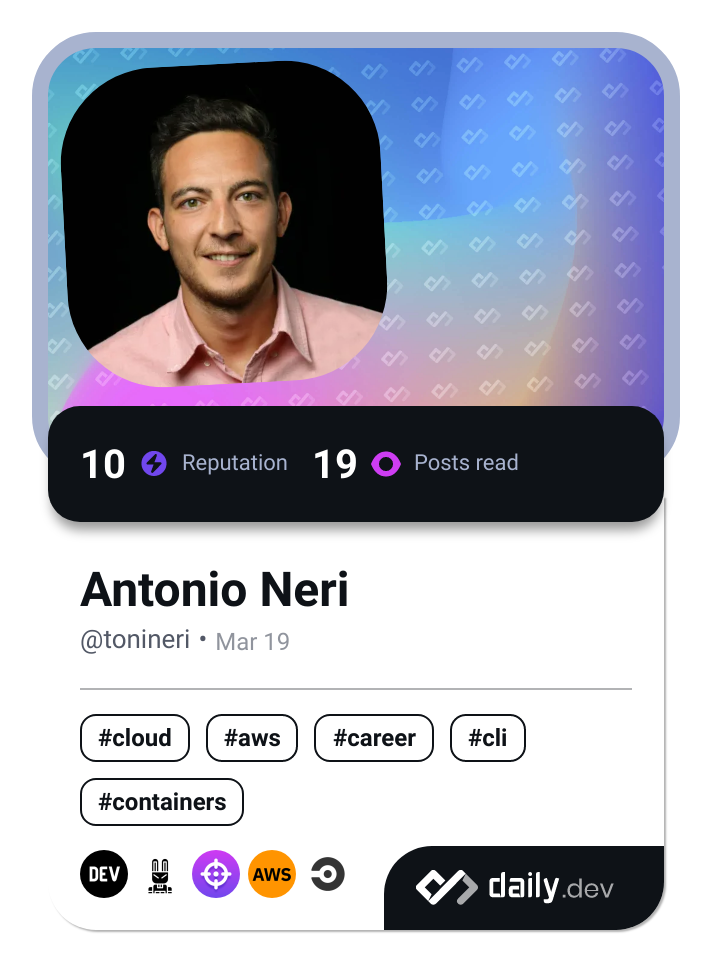 10 Reputation 19 Posts read
Antonio Neri
@tonineri • Mar 19
#cloud #aws #career #cli
#containers
DEV AWS daily.dev